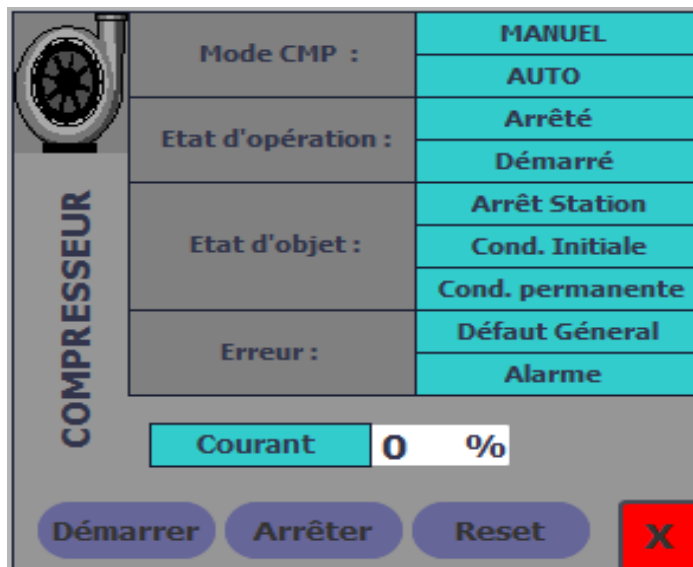 Mode CMP :
MANUEL
AUTO
Etat d'opération :
Arrêté
Démarré
Etat d'objet :
Arrêt Station
Cond. Initiale
Cond. permanente
Erreur :
Défaut Géneral
Alarme
COMPRESSEUR
Courant 0 %
Démarrer Arrêter Reset X